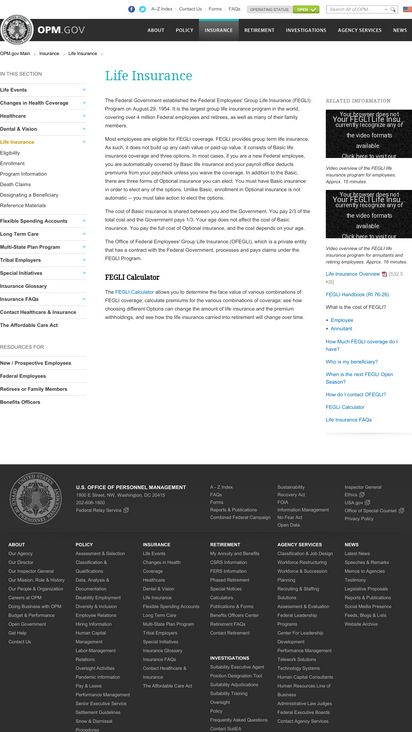 A–Z Index
Contact Us
Forms
FAQs
OPERATING STATUS
OPEN
Search All of OPM...
OPM.GOV
ABOUT
POLICY
INSURANCE
RETIREMENT
INVESTIGATIONS
AGENCY SERVICES
NEWS
OPM.gov Main
Insurance
Life Insurance
IN THIS SECTION
Life Events
Changes in Health Coverage
Healthcare
Dental & Vision
Life Insurance
Eligibility
Enrollment
Program Information
Death Claims
Designating a Beneficiary
Reference Materials
Flexible Spending Accounts
Long Term Care
Multi-State Plan Program
Tribal Employers
Special Initiatives
Insurance Glossary
Insurance FAQs
Contact Healthcare & Insurance
The Affordable Care Act
RESOURCES FOR
New / Prospective Employees
Federal Employees
Retirees or Family Members
Benefits Officers
Life Insurance
The Federal Government established the Federal Employees' Group Life Insurance (FEGLI)
Program on August 29, 1954. It is the largest group life insurance program in the world,
covering over 4 million Federal employees and retirees, as well as many of their family
members.
Most employees are eligible for FEGLI coverage. FEGLI provides group term life insurance.
As such, it does not build up any cash value or paid-up value. It consists of Basic life
insurance coverage and three options. In most cases, if you are a new Federal employee,
you are automatically covered by Basic life insurance and your payroll office deducts
premiums from your paycheck unless you waive the coverage. In addition to the Basic,
there are three forms of Optional insurance you can elect. You must have Basic insurance
in order to elect any of the options. Unlike Basic, enrollment in Optional insurance is not
automatic -- you must take action to elect the options.
The cost of Basic insurance is shared between you and the Government. You pay 2/3 of the
total cost and the Government pays 1/3. Your age does not affect the cost of Basic
insurance. You pay the full cost of Optional insurance, and the cost depends on your age.
The Office of Federal Employees' Group Life Insurance (OFEGLI), which is a private entity
that has a contract with the Federal Government, processes and pays claims under the
FEGLI Program.
FEGLI Calculator
The FEGLI Calculator allows you to determine the face value of various combinations of
FEGLI coverage; calculate premiums for the various combinations of coverage; see how
choosing different Options can change the amount of life insurance and the premium
withholdings; and see how the life insurance carried into retirement will change over time.
RELATED INFORMATION
Your browser does not
currently recognize any of
the video formats
available.
Click here to visit our
Video overview of the FEGLI life
insurance program for employees.
Approx. 15 minutes
Your browser does not
currently recognize any of
the video formats
available.
Click here to visit our
Video overview of the FEGLI life
insurance program for annuitants and
retiring employees. Approx. 16 minutes
Life Insurance Overview [532.5
KB]
FEGLI Handbook (RI 76-26)
What is the cost of FEGLI?
• Employee
• Annuitant
How Much FEGLI coverage do I
have?
Who is my beneficiary?
When is the next FEGLI Open
Season?
How do I contact OFEGLI?
FEGLI Calculator
Life Insurance FAQs
U.S. OFFICE OF PERSONNEL MANAGEMENT
1900 E Street, NW, Washington, DC 20415
202-606-1800
Federal Relay Service
A - Z Index
FAQs
Forms
Reports & Publications
Combined Federal Campaign
Sustainability
Recovery Act
FOIA
Information Management
No Fear Act
Open Data
Inspector General
Ethics
USA.gov
Office of Special Counsel
Privacy Policy
ABOUT
Our Agency
Our Director
Our Inspector General
Our Mission, Role & History
Our People & Organization
Careers at OPM
Doing Business with OPM
Budget & Performance
Open Government
Get Help
Contact Us
POLICY
Assessment & Selection
Classification &
Qualifications
Data, Analysis &
Documentation
Disability Employment
Diversity & Inclusion
Employee Relations
Hiring Information
Human Capital
Management
Labor-Management
Relations
Oversight Activities
Pandemic Information
Pay & Leave
Performance Management
Senior Executive Service
Settlement Guidelines
Snow & Dismissal
Procedures
INSURANCE
Life Events
Changes in Health
Coverage
Healthcare
Dental & Vision
Life Insurance
Flexible Spending Accounts
Long Term Care
Multi-State Plan Program
Tribal Employers
Special Initiatives
Insurance Glossary
Insurance FAQs
Contact Healthcare &
Insurance
The Affordable Care Act
RETIREMENT
My Annuity and Benefits
CSRS Information
FERS Information
Phased Retirement
Special Notices
Calculators
Publications & Forms
Benefits Officers Center
Retirement FAQs
Contact Retirement
INVESTIGATIONS
Suitability Executive Agent
Position Designation Tool
Suitability Adjudications
Suitability Training
Oversight
Policy
Frequently Asked Questions
Contact SuitEA
AGENCY SERVICES
Classification & Job Design
Workforce Restructuring
Workforce & Succession
Planning
Recruiting & Staffing
Solutions
Assessment & Evaluation
Federal Leadership
Programs
Center For Leadership
Development
Performance Management
Telework Solutions
Technology Systems
Human Capital Consultants
Human Resources Line of
Business
Administrative Law Judges
Federal Executive Boards
Contact Agency Services
NEWS
Latest News
Speeches & Remarks
Memos to Agencies
Testimony
Legislative Proposals
Reports & Publications
Social Media Presence
Feeds, Blogs & Lists
Website Archive